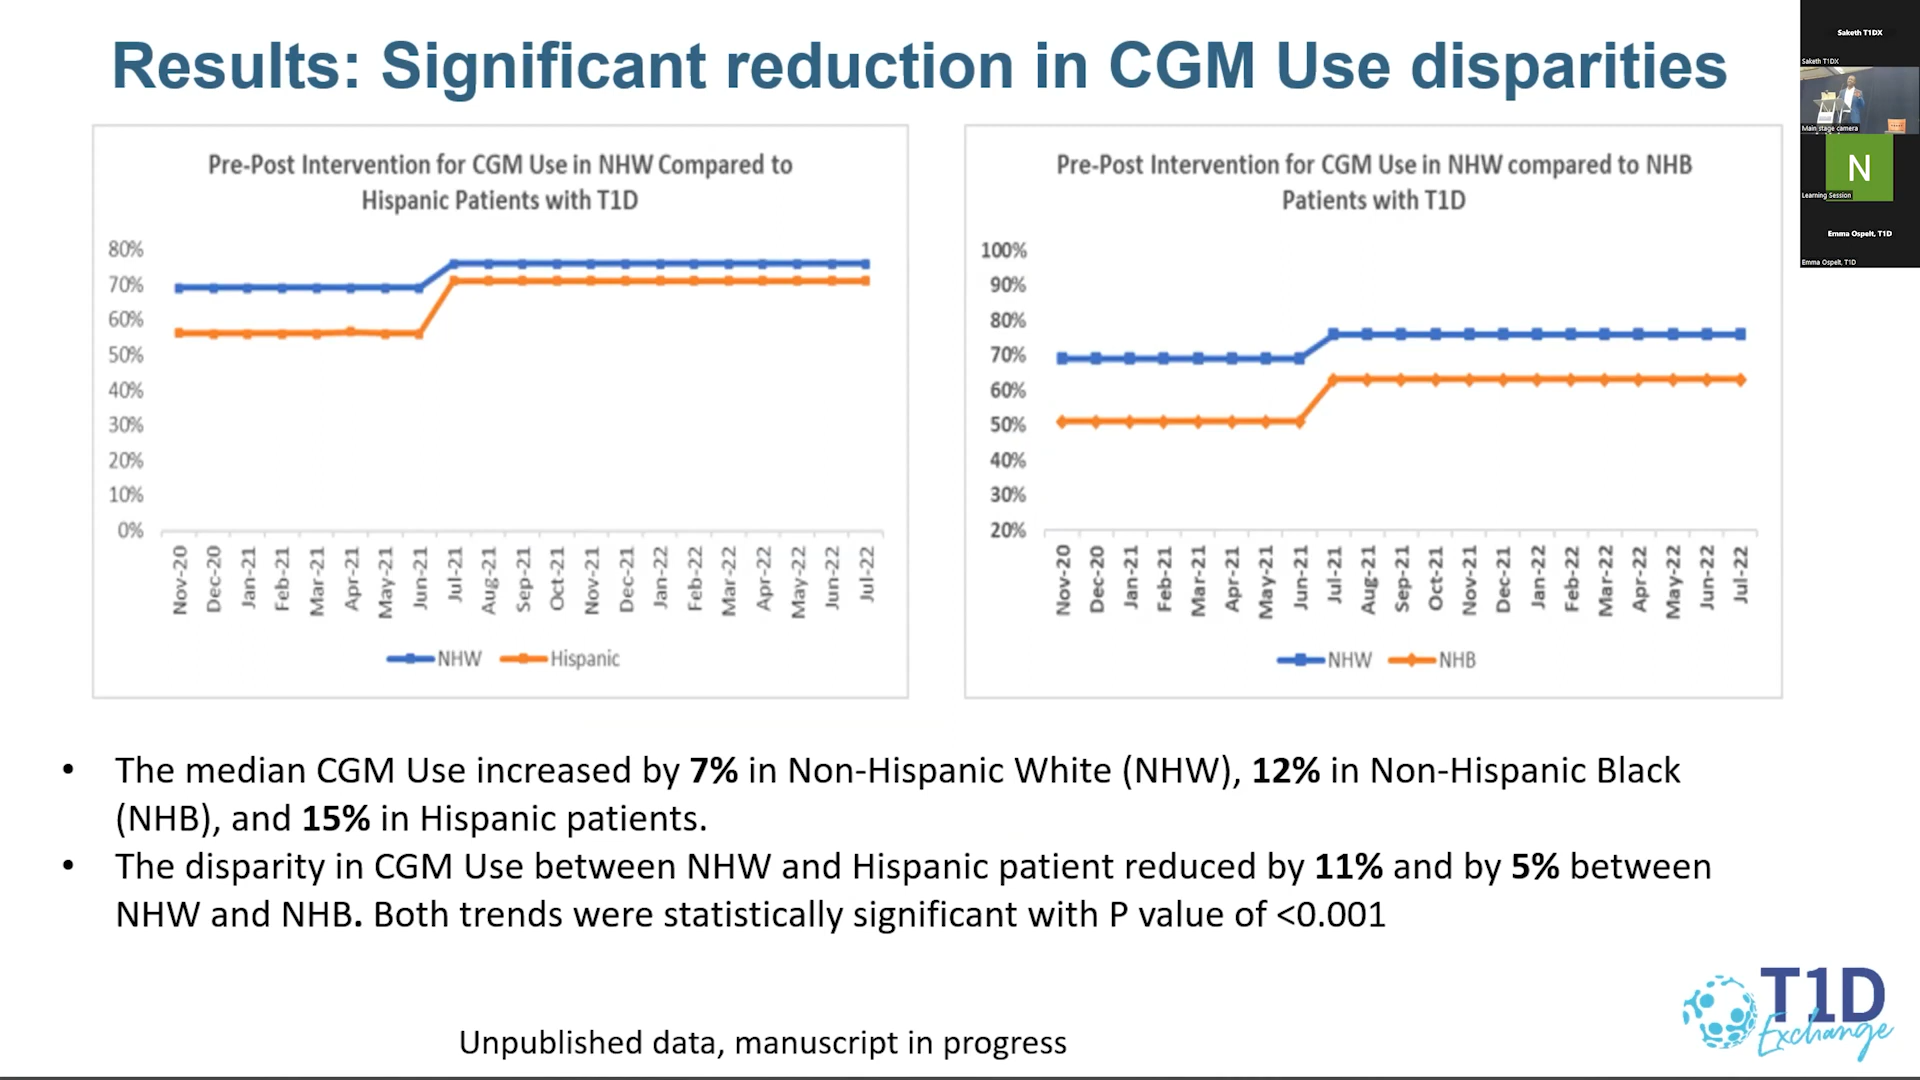 Results: Significant reduction in CGM Use disparities
Pre-Post Intervention for CGM Use in NHW Compared to
Hispanic Patients with T1D
80%
70%
60%
50%
40%
30%
20%
10%
0%
Nov-20
Dec-20
Jan-21
Feb-21
Mar-21
Apr-21
May-21
Jun-21
Jul-21
Aug-21
Sep-21
Oct-21
Nov-21
Dec-21
Jan-22
Feb-22
Mar-22
Apr-22
May-22
Jun-22
Jul-22
NHW Hispanic
Pre-Post Intervention for CGM Use in NHW compared to NHB
Patients with T1D
100%
90%
80%
70%
60%
50%
40%
30%
20%
Nov-20
Dec-20
Jan-21
Feb-21
Mar-21
Apr-21
May-21
Jun-21
Jul-21
Aug-21
Sep-21
Oct-21
Nov-21
Dec-21
Jan-22
Feb-22
Mar-22
Apr-22
May-22
Jun-22
Jul-22
NHW NHB
• The median CGM Use increased by 7% in Non-Hispanic White (NHW), 12% in Non-Hispanic Black
(NHB), and 15% in Hispanic patients.
• The disparity in CGM Use between NHW and Hispanic patient reduced by 11% and by 5% between
NHW and NHB. Both trends were statistically significant with P value of <0.001
Unpublished data, manuscript in progress
T1D
Exchange
Saketh T1DX
Saketh T1DX
Main stage camera
N
Learning Session
Emma Ospelt, T1D
Emma Ospelt, T1D